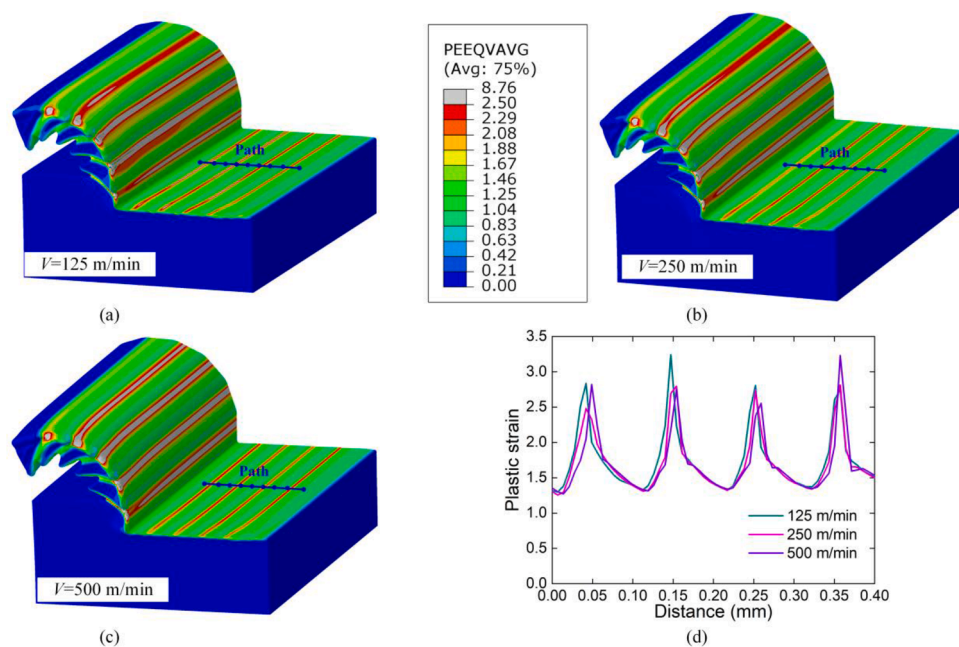 PEEQVAVG
(Avg: 75%)
8.76
2.50
2.29
2.08
1.88
1.67
1.46
1.25
1.04
0.83
0.63
0.42
0.21
0.00
Path
V=125 m/min
(a)
Path
V=250 m/min
(b)
Path
V=500 m/min
(c)
3.5
3.0
2.5
2.0
1.5
1.0
0.5
0.0
Plastic strain
125 m/min
250 m/min
500 m/min
0.00 0.05 0.10 0.15 0.20 0.25 0.30 0.35 0.40
Distance (mm)
(d)